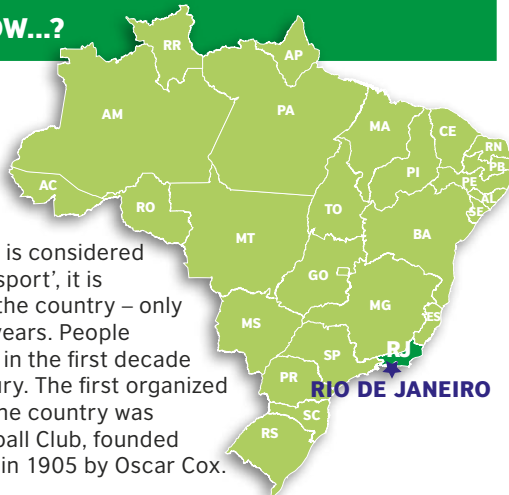 OW...?
RR
AP
AM
PA
MA
CE
RN
PB
PI
PE
AL
SE
AC
RO
TO
BA
MT
GO
MG
ES
MS
SP
RJ
PR
RIO DE JANEIRO
SC
RS
is considered
sport’, it is
the country – only
years. People
in the first decade
ury. The first organized
ne country was
ball Club, founded
in 1905 by Oscar Cox.